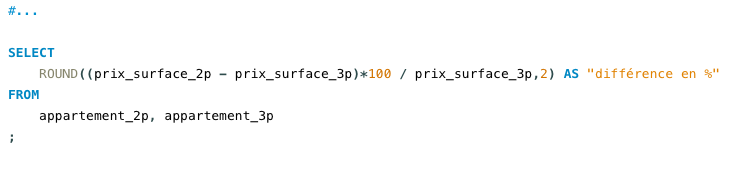 #...
SELECT
ROUND((prix_surface_2p – prix_surface_3p)*100 / prix_surface_3p,2) AS "différence en %"
FROM
appartement_2p, appartement_3p
;